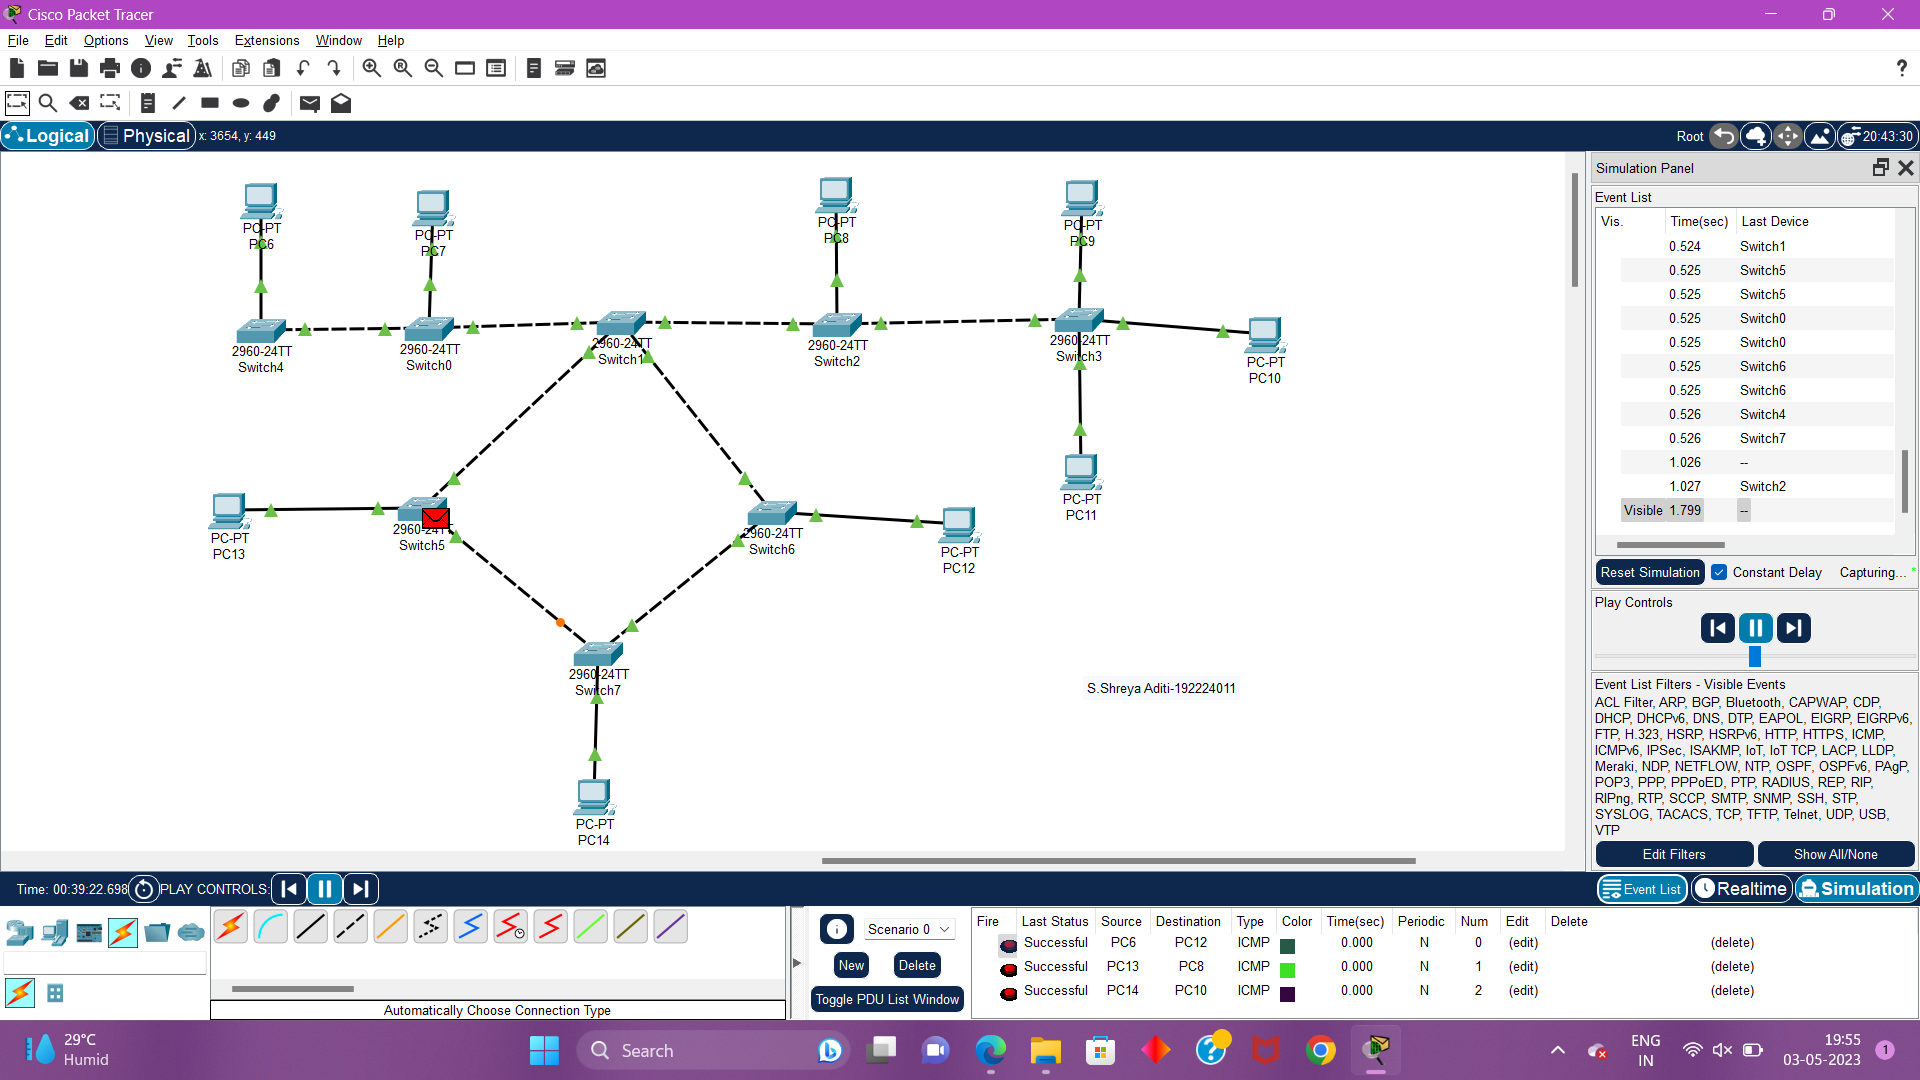 Cisco Packet Tracer
File Edit Options View Tools Extensions Window Help
?
Logical Physical x: 3654, y: 449 Root 20:43:30
PC-PT
PC6
PC-PT
PC7
PC-PT
PC8
PC-PT
PC9
2960-24TT
Switch4
2960-24TT
Switch0
2960-24TT
Switch1
2960-24TT
Switch2
2960-24TT
Switch3
PC-PT
PC10
PC-PT
PC11
PC-PT
PC13
2960-24TT
Switch5
2960-24TT
Switch6
PC-PT
PC12
2960-24TT
Switch7
S.Shreya Aditi-192224011
PC-PT
PC14
Simulation Panel
Event List
Vis. Time(sec) Last Device
0.524 Switch1
0.525 Switch5
0.525 Switch5
0.525 Switch0
0.525 Switch0
0.525 Switch6
0.525 Switch6
0.526 Switch4
0.526 Switch7
1.026 --
1.027 Switch2
Visible 1.799 --
Reset Simulation Constant Delay Capturing...
Play Controls
Event List Filters - Visible Events
ACL Filter, ARP, BGP, Bluetooth, CAPWAP, CDP,
DHCP, DHCPv6, DNS, DTP, EAPOL, EIGRP, EIGRPv6,
FTP, H.323, HSRP, HSRPv6, HTTP, HTTPS, ICMP,
ICMPv6, IPSec, ISAKMP, IoT, IoT TCP, LACP, LLDP,
Meraki, NDP, NETFLOW, NTP, OSPF, OSPFv6, PAgP,
POP3, PPP, PPPoED, PTP, RADIUS, REP, RIP,
RIPng, RTP, SCCP, SMTP, SNMP, SSH, STP,
SYSLOG, TACACS, TCP, TFTP, Telnet, UDP, USB,
VTP
Edit Filters Show All/None
Time: 00:39:22.698 PLAY CONTROLS: Event List Realtime Simulation
Automatically Choose Connection Type
Scenario 0
New Delete
Toggle PDU List Window
Fire Last Status Source Destination Type Color Time(sec) Periodic Num Edit Delete
Successful PC6 PC12 ICMP 0.000 N 0 (edit) (delete)
Successful PC13 PC8 ICMP 0.000 N 1 (edit) (delete)
Successful PC14 PC10 ICMP 0.000 N 2 (edit) (delete)
29°C
Humid
Search
ENG
IN
19:55
03-05-2023
1